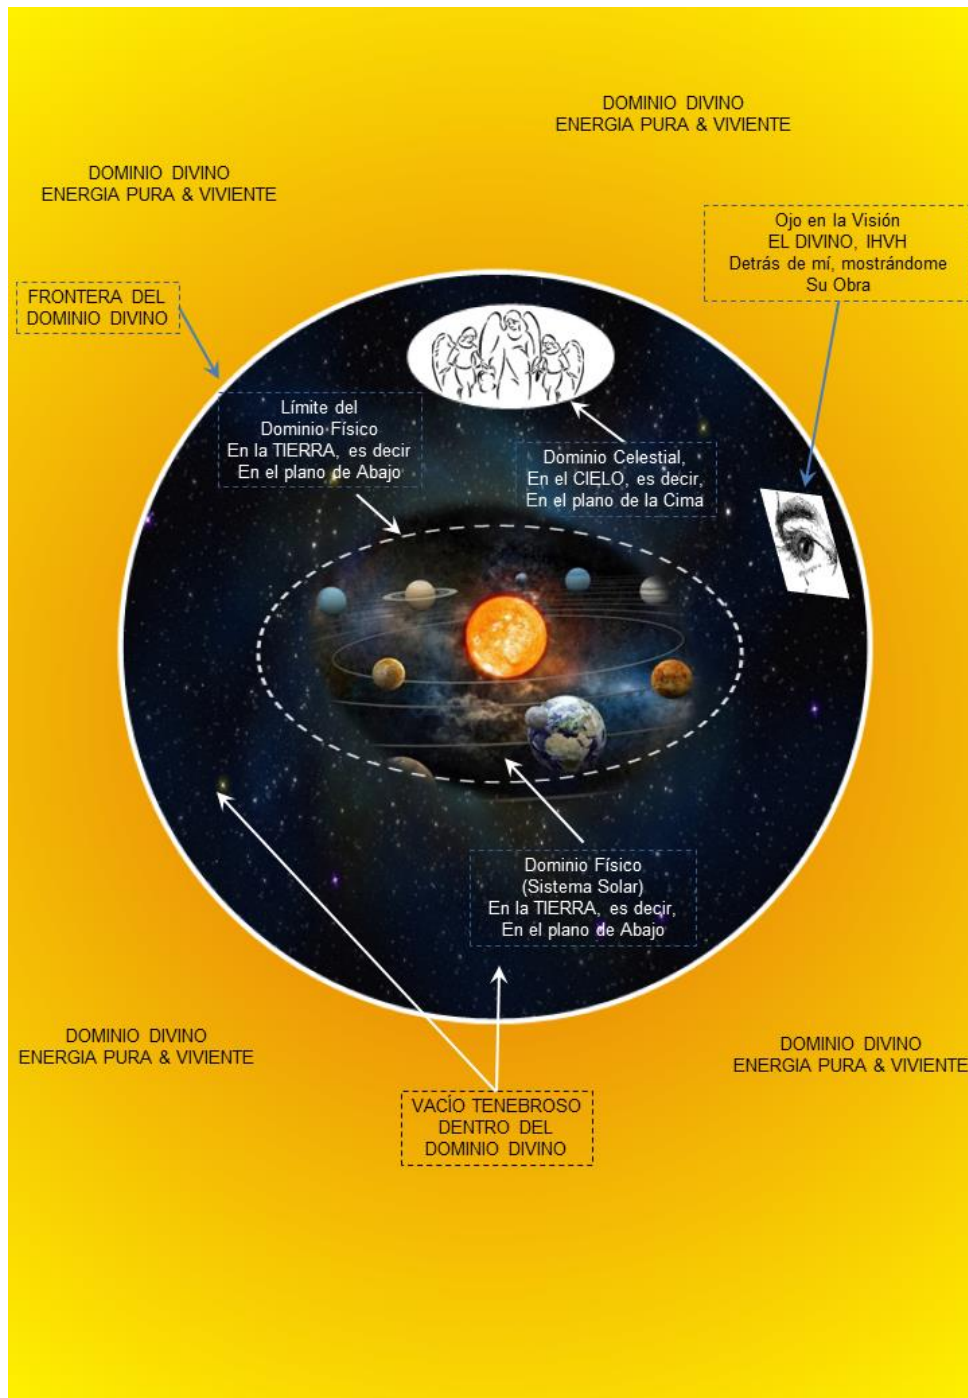 DOMINIO DIVINO
ENERGIA PURA & VIVIENTE
DOMINIO DIVINO
ENERGIA PURA & VIVIENTE
Ojo en la Visión
EL DIVINO, IHVH
Detrás de mí, mostrándome
Su Obra
FRONTERA DEL
DOMINIO DIVINO
Límite del
Dominio Físico
En la TIERRA, es decir
En el plano de Abajo
Dominio Celestial,
En el CIELO, es decir,
En el plano de la Cima
Dominio Físico
(Sistema Solar)
En la TIERRA, es decir,
En el plano de Abajo
DOMINIO DIVINO
ENERGIA PURA & VIVIENTE
DOMINIO DIVINO
ENERGIA PURA & VIVIENTE
VACÍO TENEBROSO
DENTRO DEL
DOMINIO DIVINO